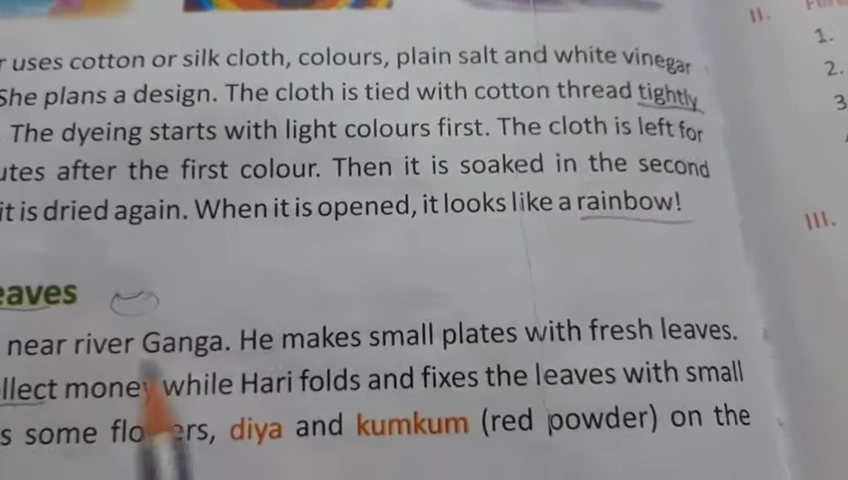 r uses cotton or silk cloth, colours, plain salt and white vinegar
She plans a design. The cloth is tied with cotton thread tightly
. The dyeing starts with light colours first. The cloth is left for
utes after the first colour. Then it is soaked in the second
it is dried again. When it is opened, it looks like a rainbow!
eaves
near river Ganga. He makes small plates with fresh leaves.
llect money while Hari folds and fixes the leaves with small
s some flowers, diya and kumkum (red powder) on the
II.
1.
2.
3
III.